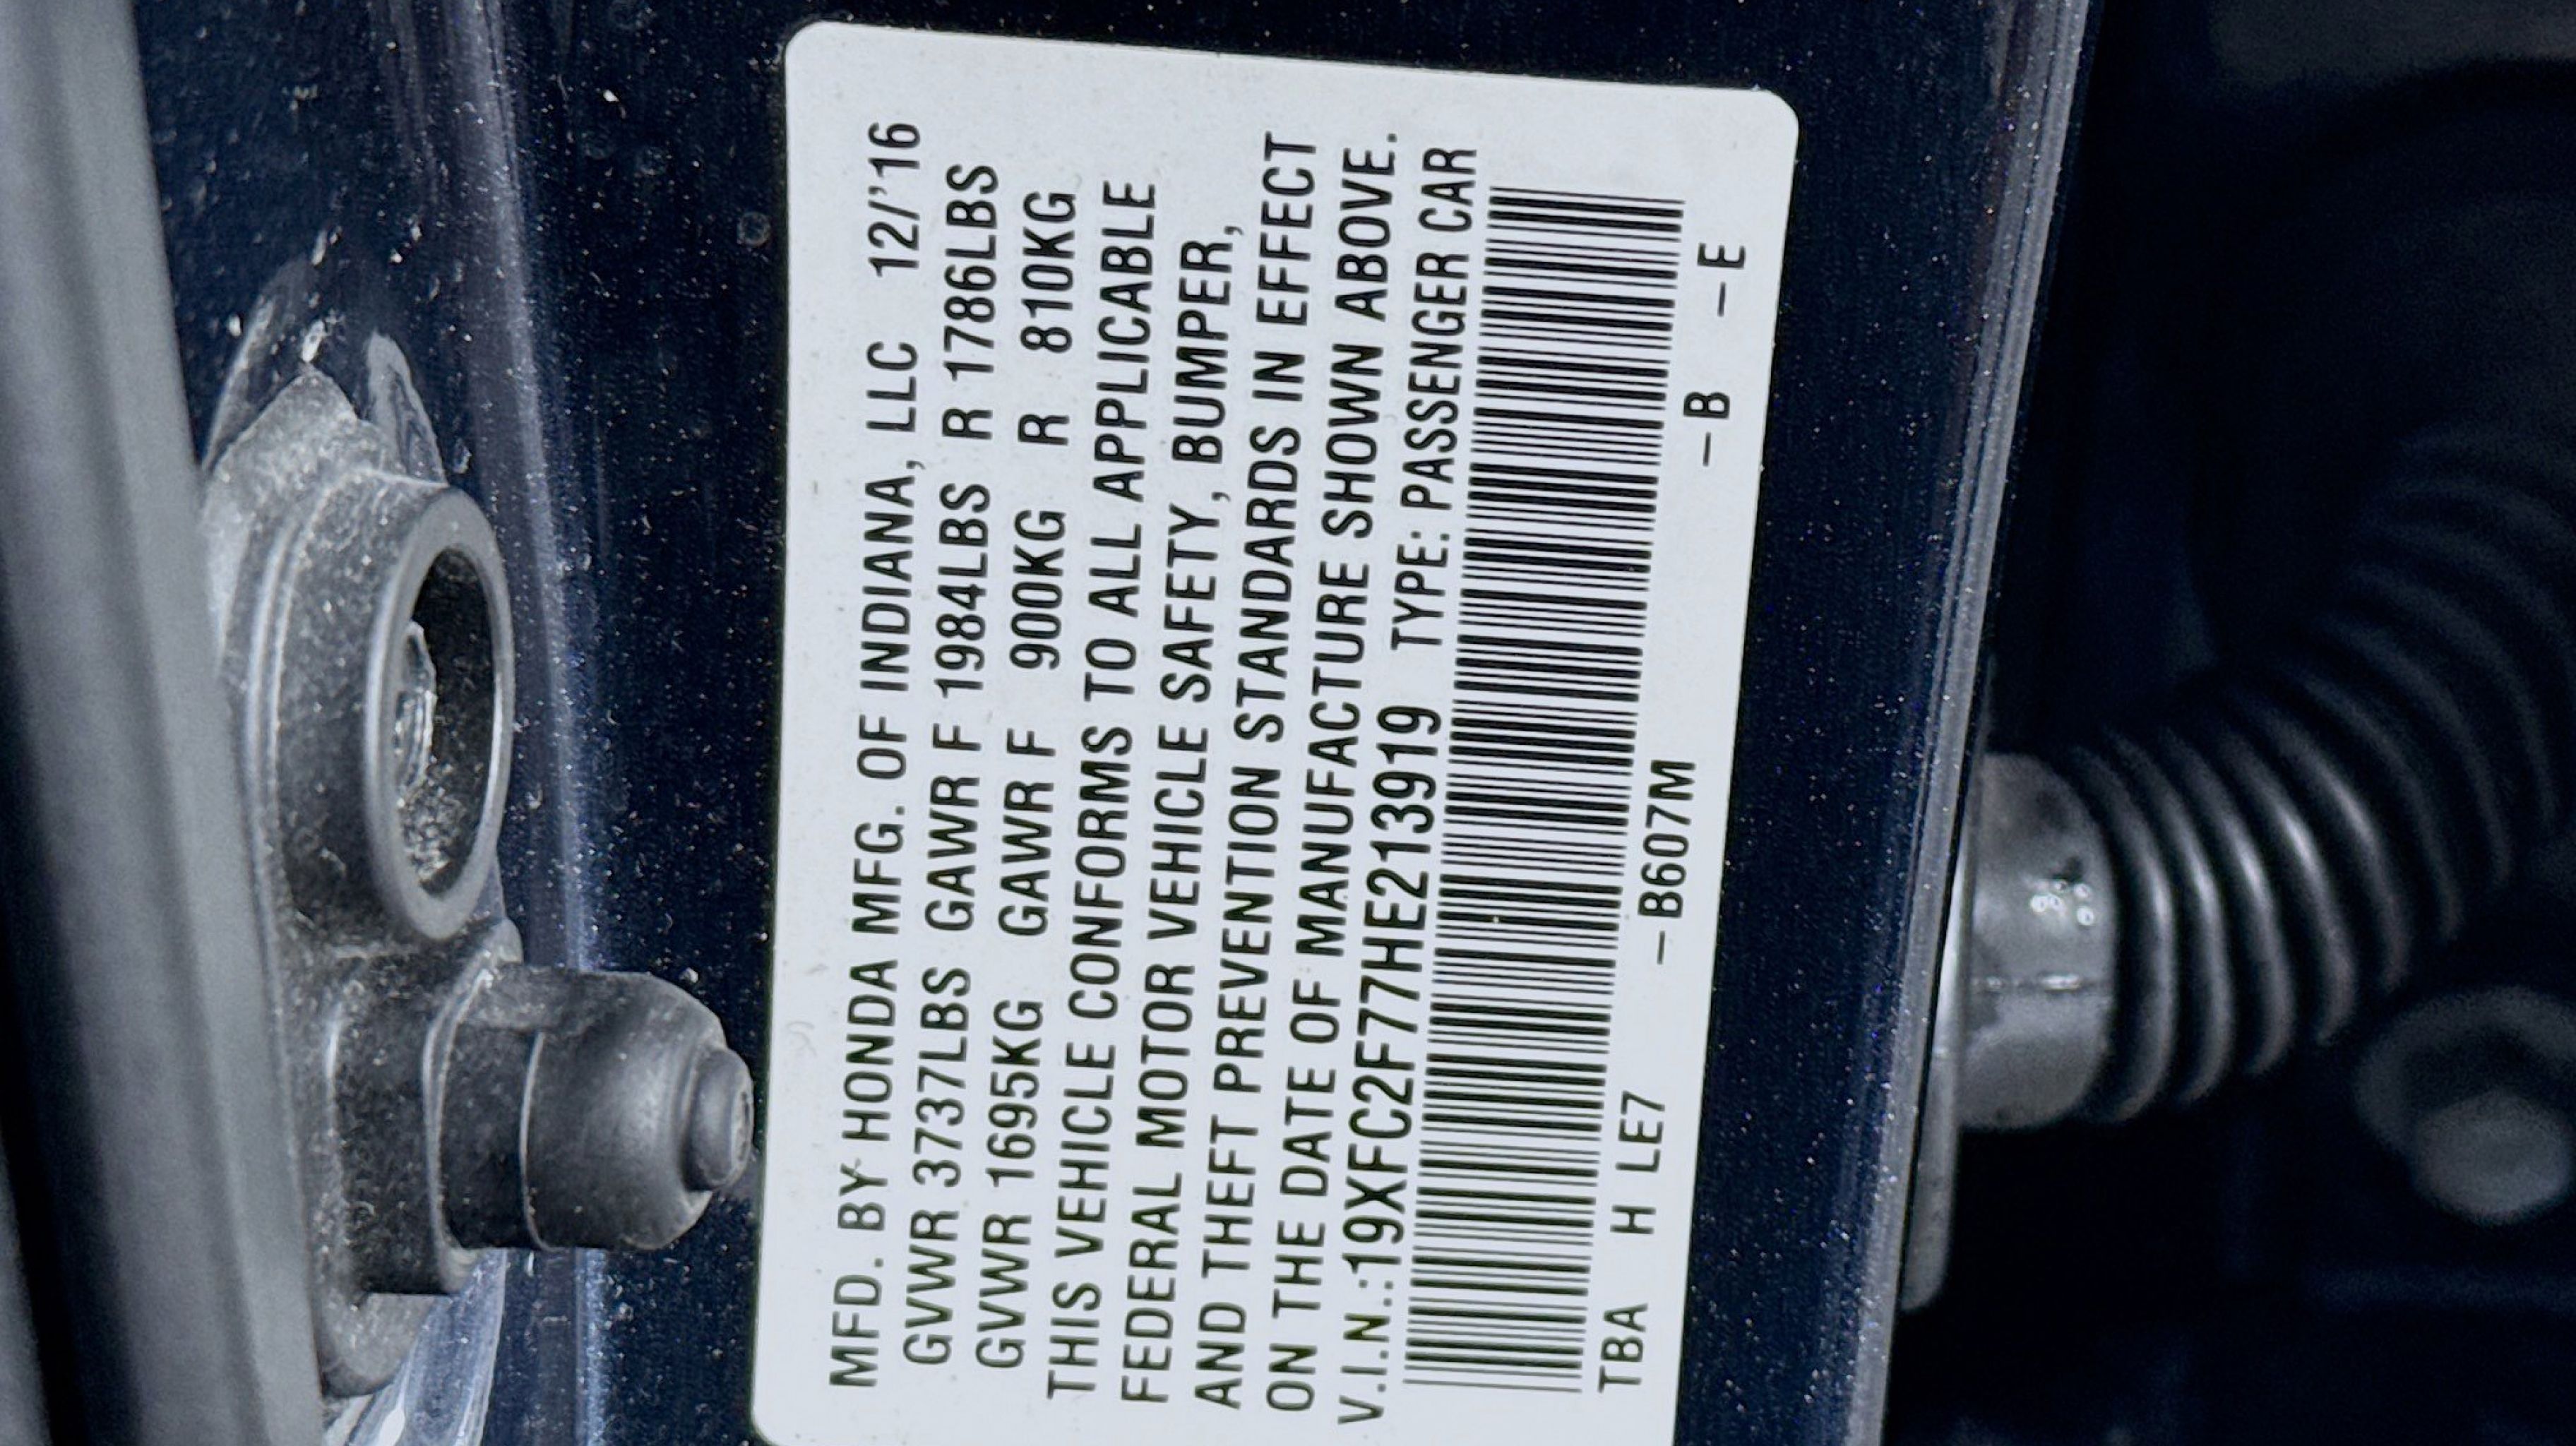 MFD. BY HONDA MFG. OF INDIANA, LLC 12/'16
GVWR 3737LBS GAWR F 1984LBS R 1786LBS
GVWR 1695KG GAWR F 900KG R 810KG
THIS VEHICLE CONFORMS TO ALL APPLICABLE
FEDERAL MOTOR VEHICLE SAFETY, BUMPER,
AND THEFT PREVENTION STANDARDS IN EFFECT
ON THE DATE OF MANUFACTURE SHOWN ABOVE.
V.I.N.:19XFC2F77HE213919 TYPE: PASSENGER CAR
TBA H LE7 –B607M –B –E